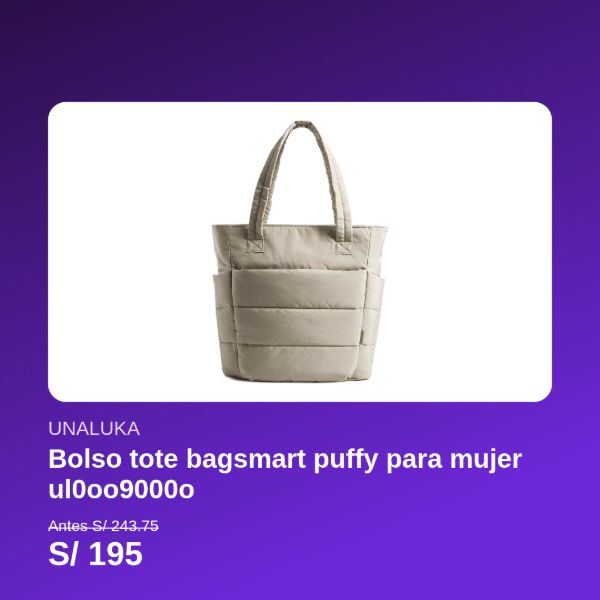 UNALUKA
Bolso tote bagsmart puffy para mujer
ul0oo9000o
Antes S/ 243.75
S/ 195